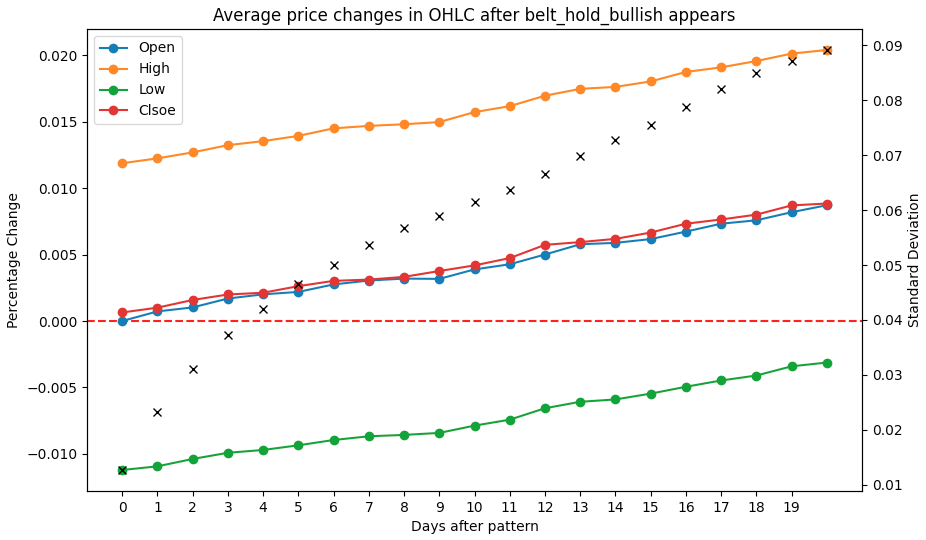 Average price changes in OHLC after belt_hold_bullish appears
Open
High
Low
Clsoe
0.020
0.015
0.010
0.005
0.000
−0.005
−0.010
Percentage Change
0.09
0.08
0.07
0.06
0.05
0.04
0.03
0.02
0.01
Standard Deviation
0 1 2 3 4 5 6 7 8 9 10 11 12 13 14 15 16 17 18 19
Days after pattern